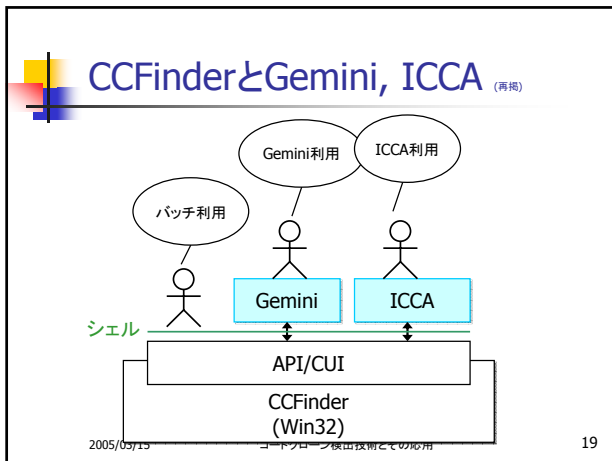 CCFinderとGemini, ICCA (再掲)
Gemini利用
ICCA利用
バッチ利用
Gemini
ICCA
シェル
API/CUI
CCFinder
(Win32)
2005/03/15
コードクローン検出技術とその応用
19